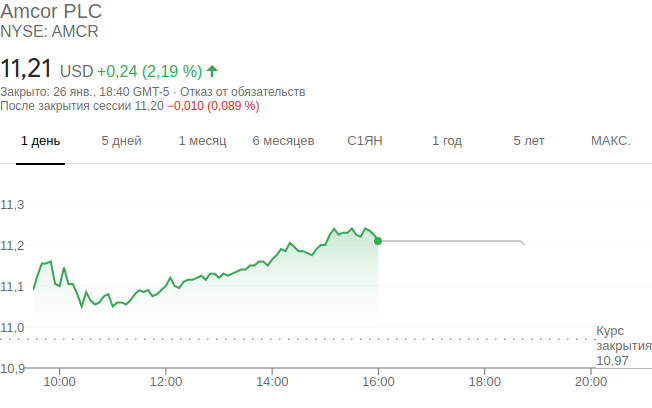 Amcor PLC
NYSE: AMCR
11,21 USD +0,24 (2,19 %)
Закрыто: 26 янв., 18:40 GMT-5 · Отказ от обязательств
После закрытия сессии 11,20 −0,010 (0,089 %)
1 день 5 дней 1 месяц 6 месяцев С1ЯН 1 год 5 лет МАКС.
11,3
11,2
11,1
11,0
Курс
закрытия
10,97
10,9
10:00 12:00 14:00 16:00 18:00 20:00